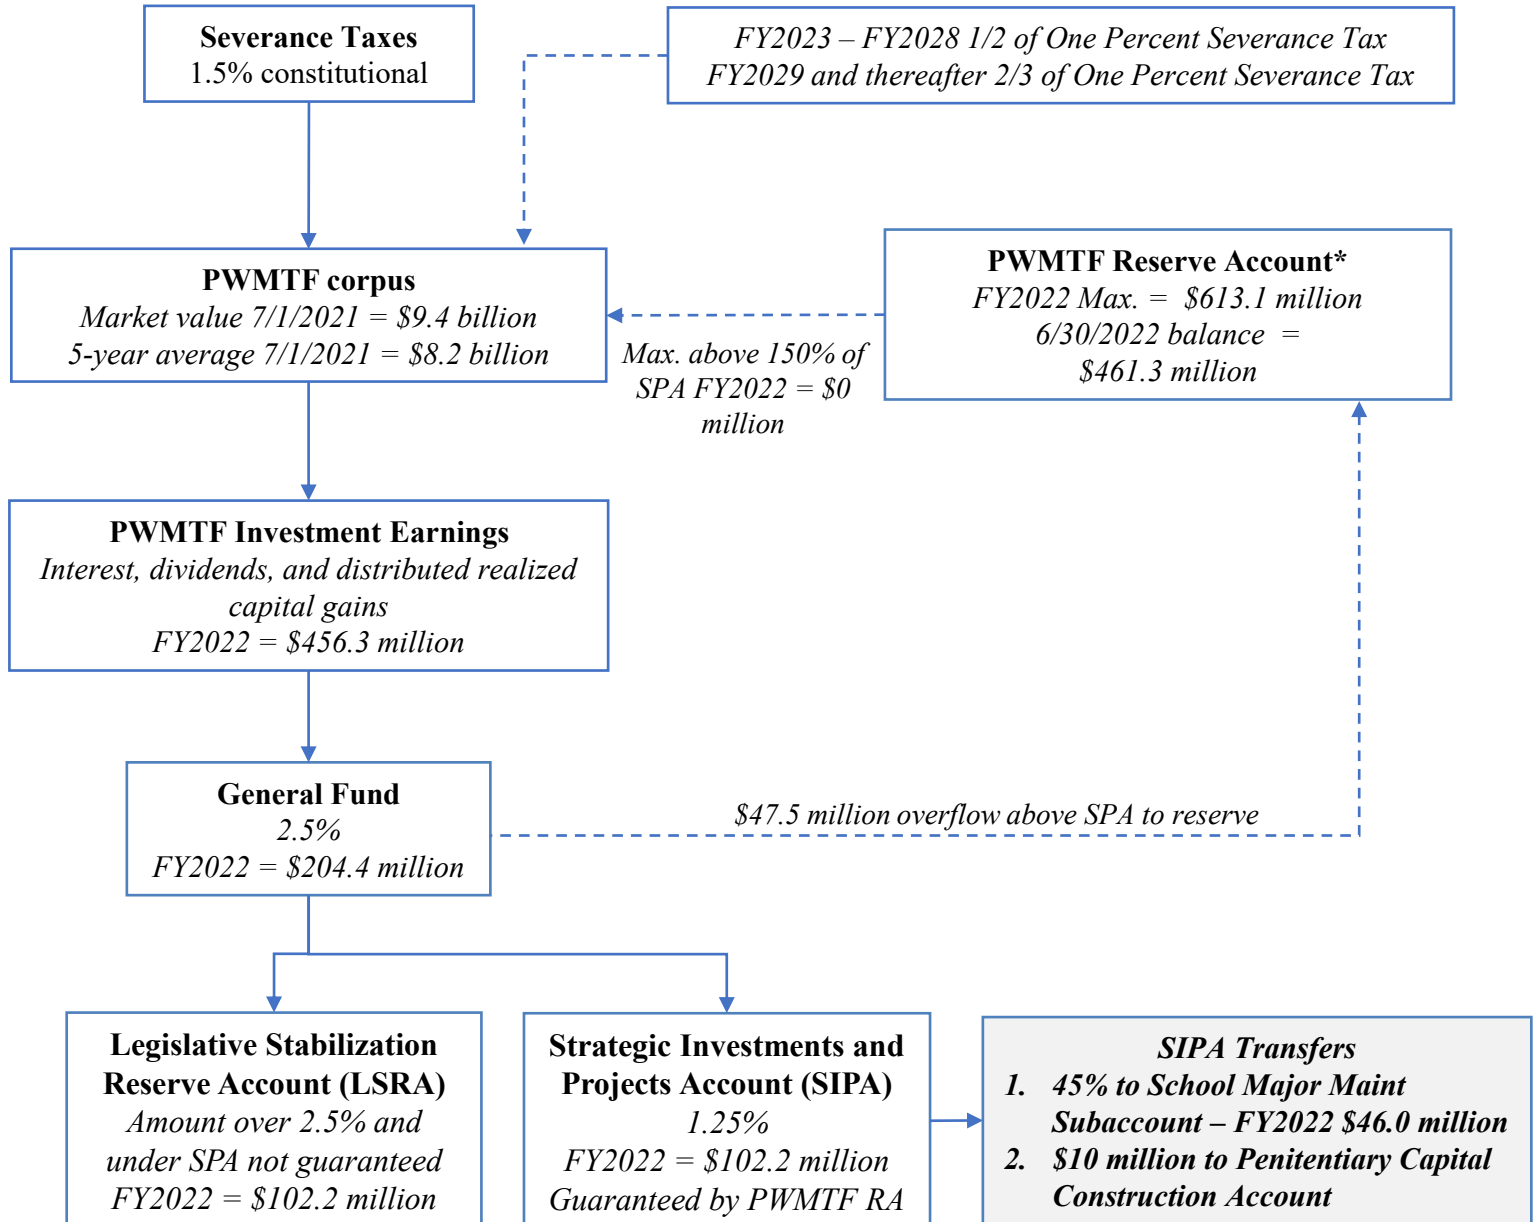 Severance Taxes
1.5% constitutional
FY2023 – FY2028 1/2 of One Percent Severance Tax
FY2029 and thereafter 2/3 of One Percent Severance Tax
PWMTF corpus
Market value 7/1/2021 = $9.4 billion
5-year average 7/1/2021 = $8.2 billion
Max. above 150% of
SPA FY2022 = $0
million
PWMTF Reserve Account*
FY2022 Max. = $613.1 million
6/30/2022 balance =
$461.3 million
PWMTF Investment Earnings
Interest, dividends, and distributed realized
capital gains
FY2022 = $456.3 million
General Fund
2.5%
FY2022 = $204.4 million
$47.5 million overflow above SPA to reserve
Legislative Stabilization
Reserve Account (LSRA)
Amount over 2.5% and
under SPA not guaranteed
FY2022 = $102.2 million
Strategic Investments and
Projects Account (SIPA)
1.25%
FY2022 = $102.2 million
Guaranteed by PWMTF RA
SIPA Transfers
1. 45% to School Major Maint
Subaccount – FY2022 $46.0 million
2. $10 million to Penitentiary Capital
Construction Account